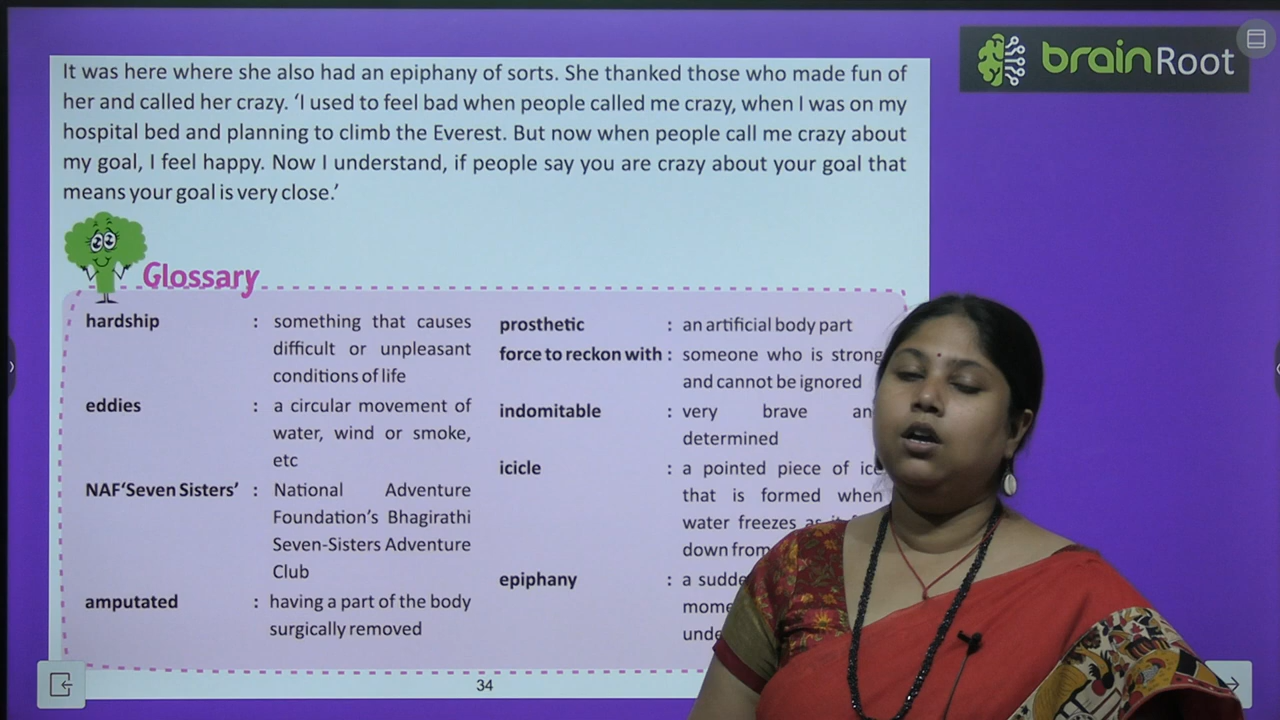 brainRoot
It was here where she also had an epiphany of sorts. She thanked those who made fun of
her and called her crazy. ‘I used to feel bad when people called me crazy, when I was on my
hospital bed and planning to climb the Everest. But now when people call me crazy about
my goal, I feel happy. Now I understand, if people say you are crazy about your goal that
means your goal is very close.’
Glossary
hardship : something that causes
difficult or unpleasant
conditions of life
eddies : a circular movement of
water, wind or smoke,
etc
NAF‘Seven Sisters’ : National Adventure
Foundation’s Bhagirathi
Seven-Sisters Adventure
Club
amputated : having a part of the body
surgically removed
prosthetic : an artificial body part
force to reckon with : someone who is strong
and cannot be ignored
indomitable : very brave
determined
icicle : a pointed piece of ice
that is formed when
water freezes as
down from
epiphany : a
34